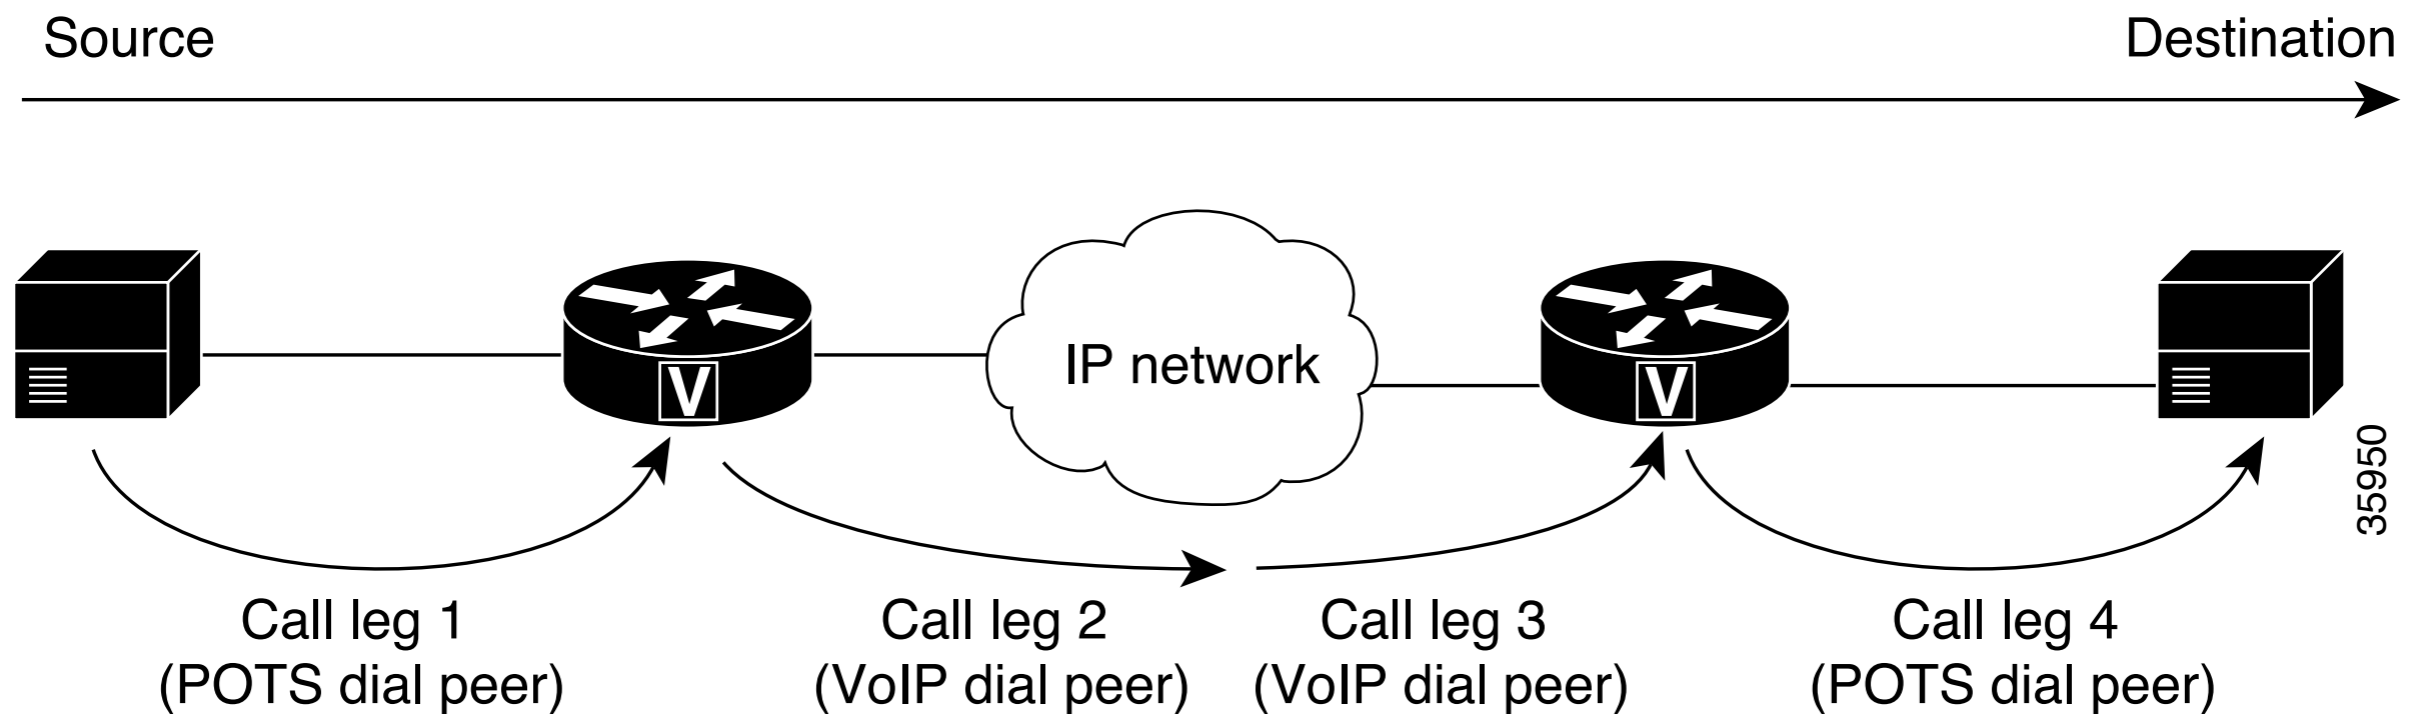 Source
Destination
IP network
V
V
35950
Call leg 1
(POTS dial peer)
Call leg 2
(VoIP dial peer)
Call leg 3
(VoIP dial peer)
Call leg 4
(POTS dial peer)